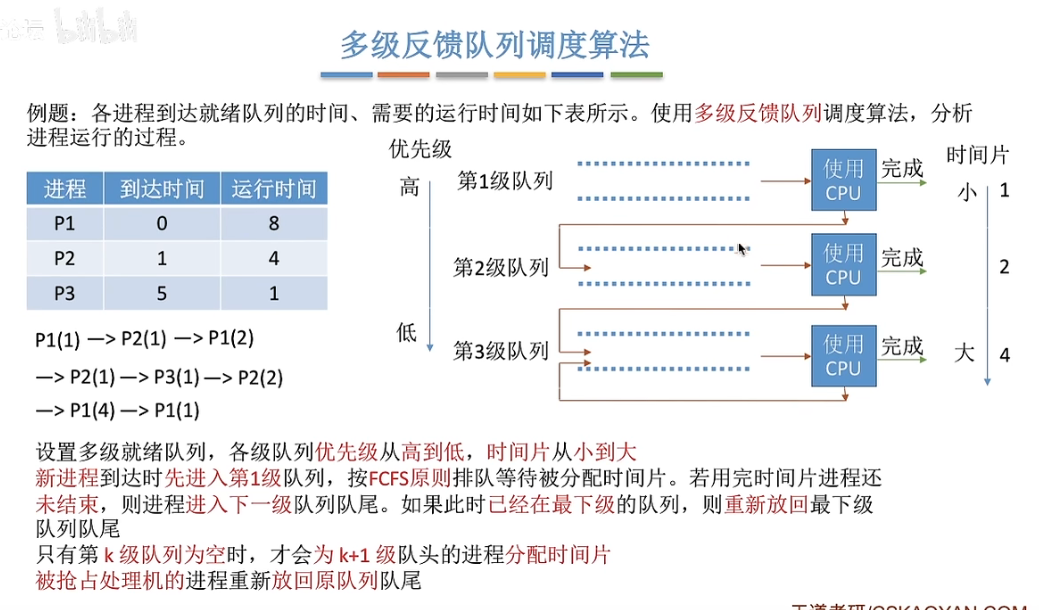 bilibili
多级反馈队列调度算法
例题：各进程到达就绪队列的时间、需要的运行时间如下表所示。使用多级反馈队列调度算法，分析
进程运行的过程。
进程 到达时间 运行时间
P1 0 8
P2 1 4
P3 5 1
优先级
高
低
第1级队列
使用
CPU
完成
第2级队列
使用
CPU
完成
第3级队列
使用
CPU
完成
时间片
小 1
2
大 4
P1(1) —> P2(1) —> P1(2)
—> P2(1) —> P3(1) —> P2(2)
—> P1(4) —> P1(1)
设置多级就绪队列，各级队列优先级从高到低，时间片从小到大
新进程到达时先进入第1级队列，按FCFS原则排队等待被分配时间片。若用完时间片进程还
未结束，则进程进入下一级队列队尾。如果此时已经在最下级的队列，则重新放回最下级
队列队尾
只有第 k 级队列为空时，才会为 k+1 级队头的进程分配时间片
被抢占处理机的进程重新放回原队列队尾
王道考研/CSKAOYAN.COM